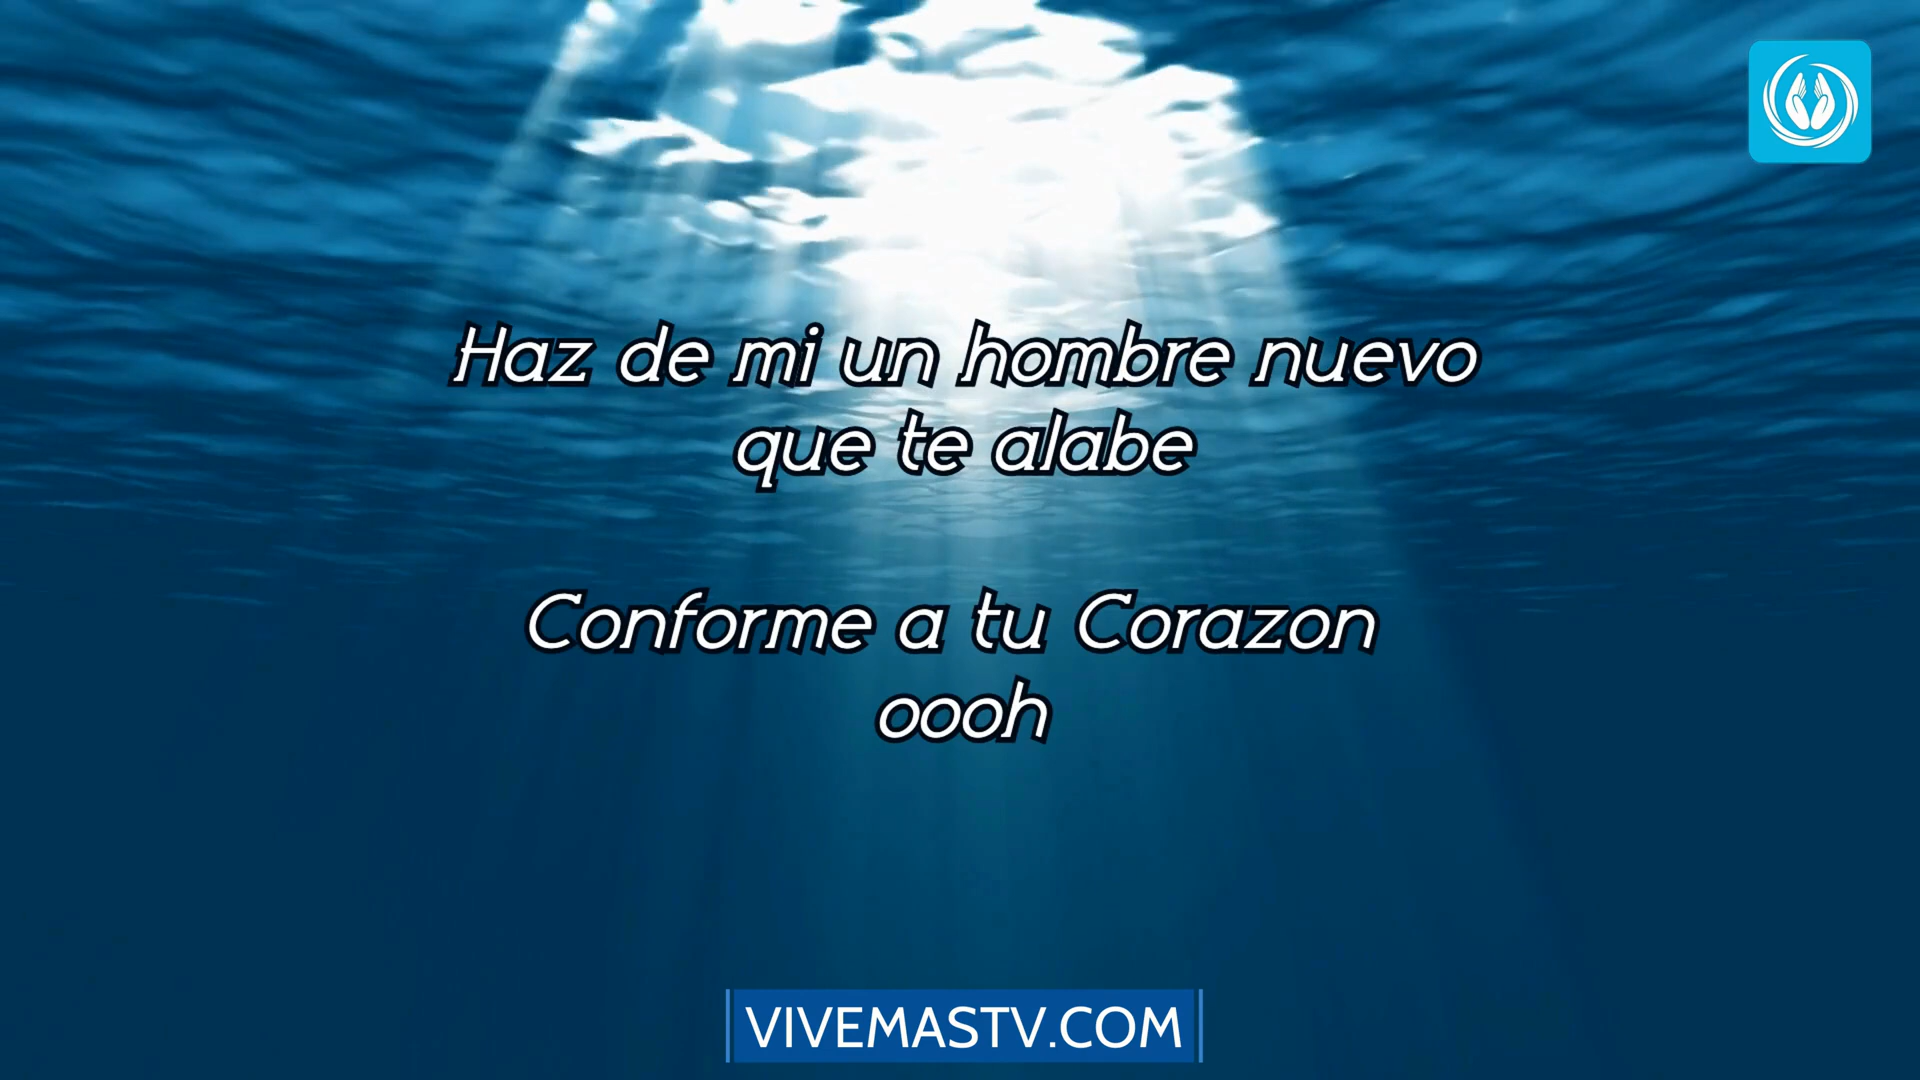 Haz de mi un hombre nuevo
que te alabe
Conforme a tu Corazon
oooh
VIVEMASTV.COM